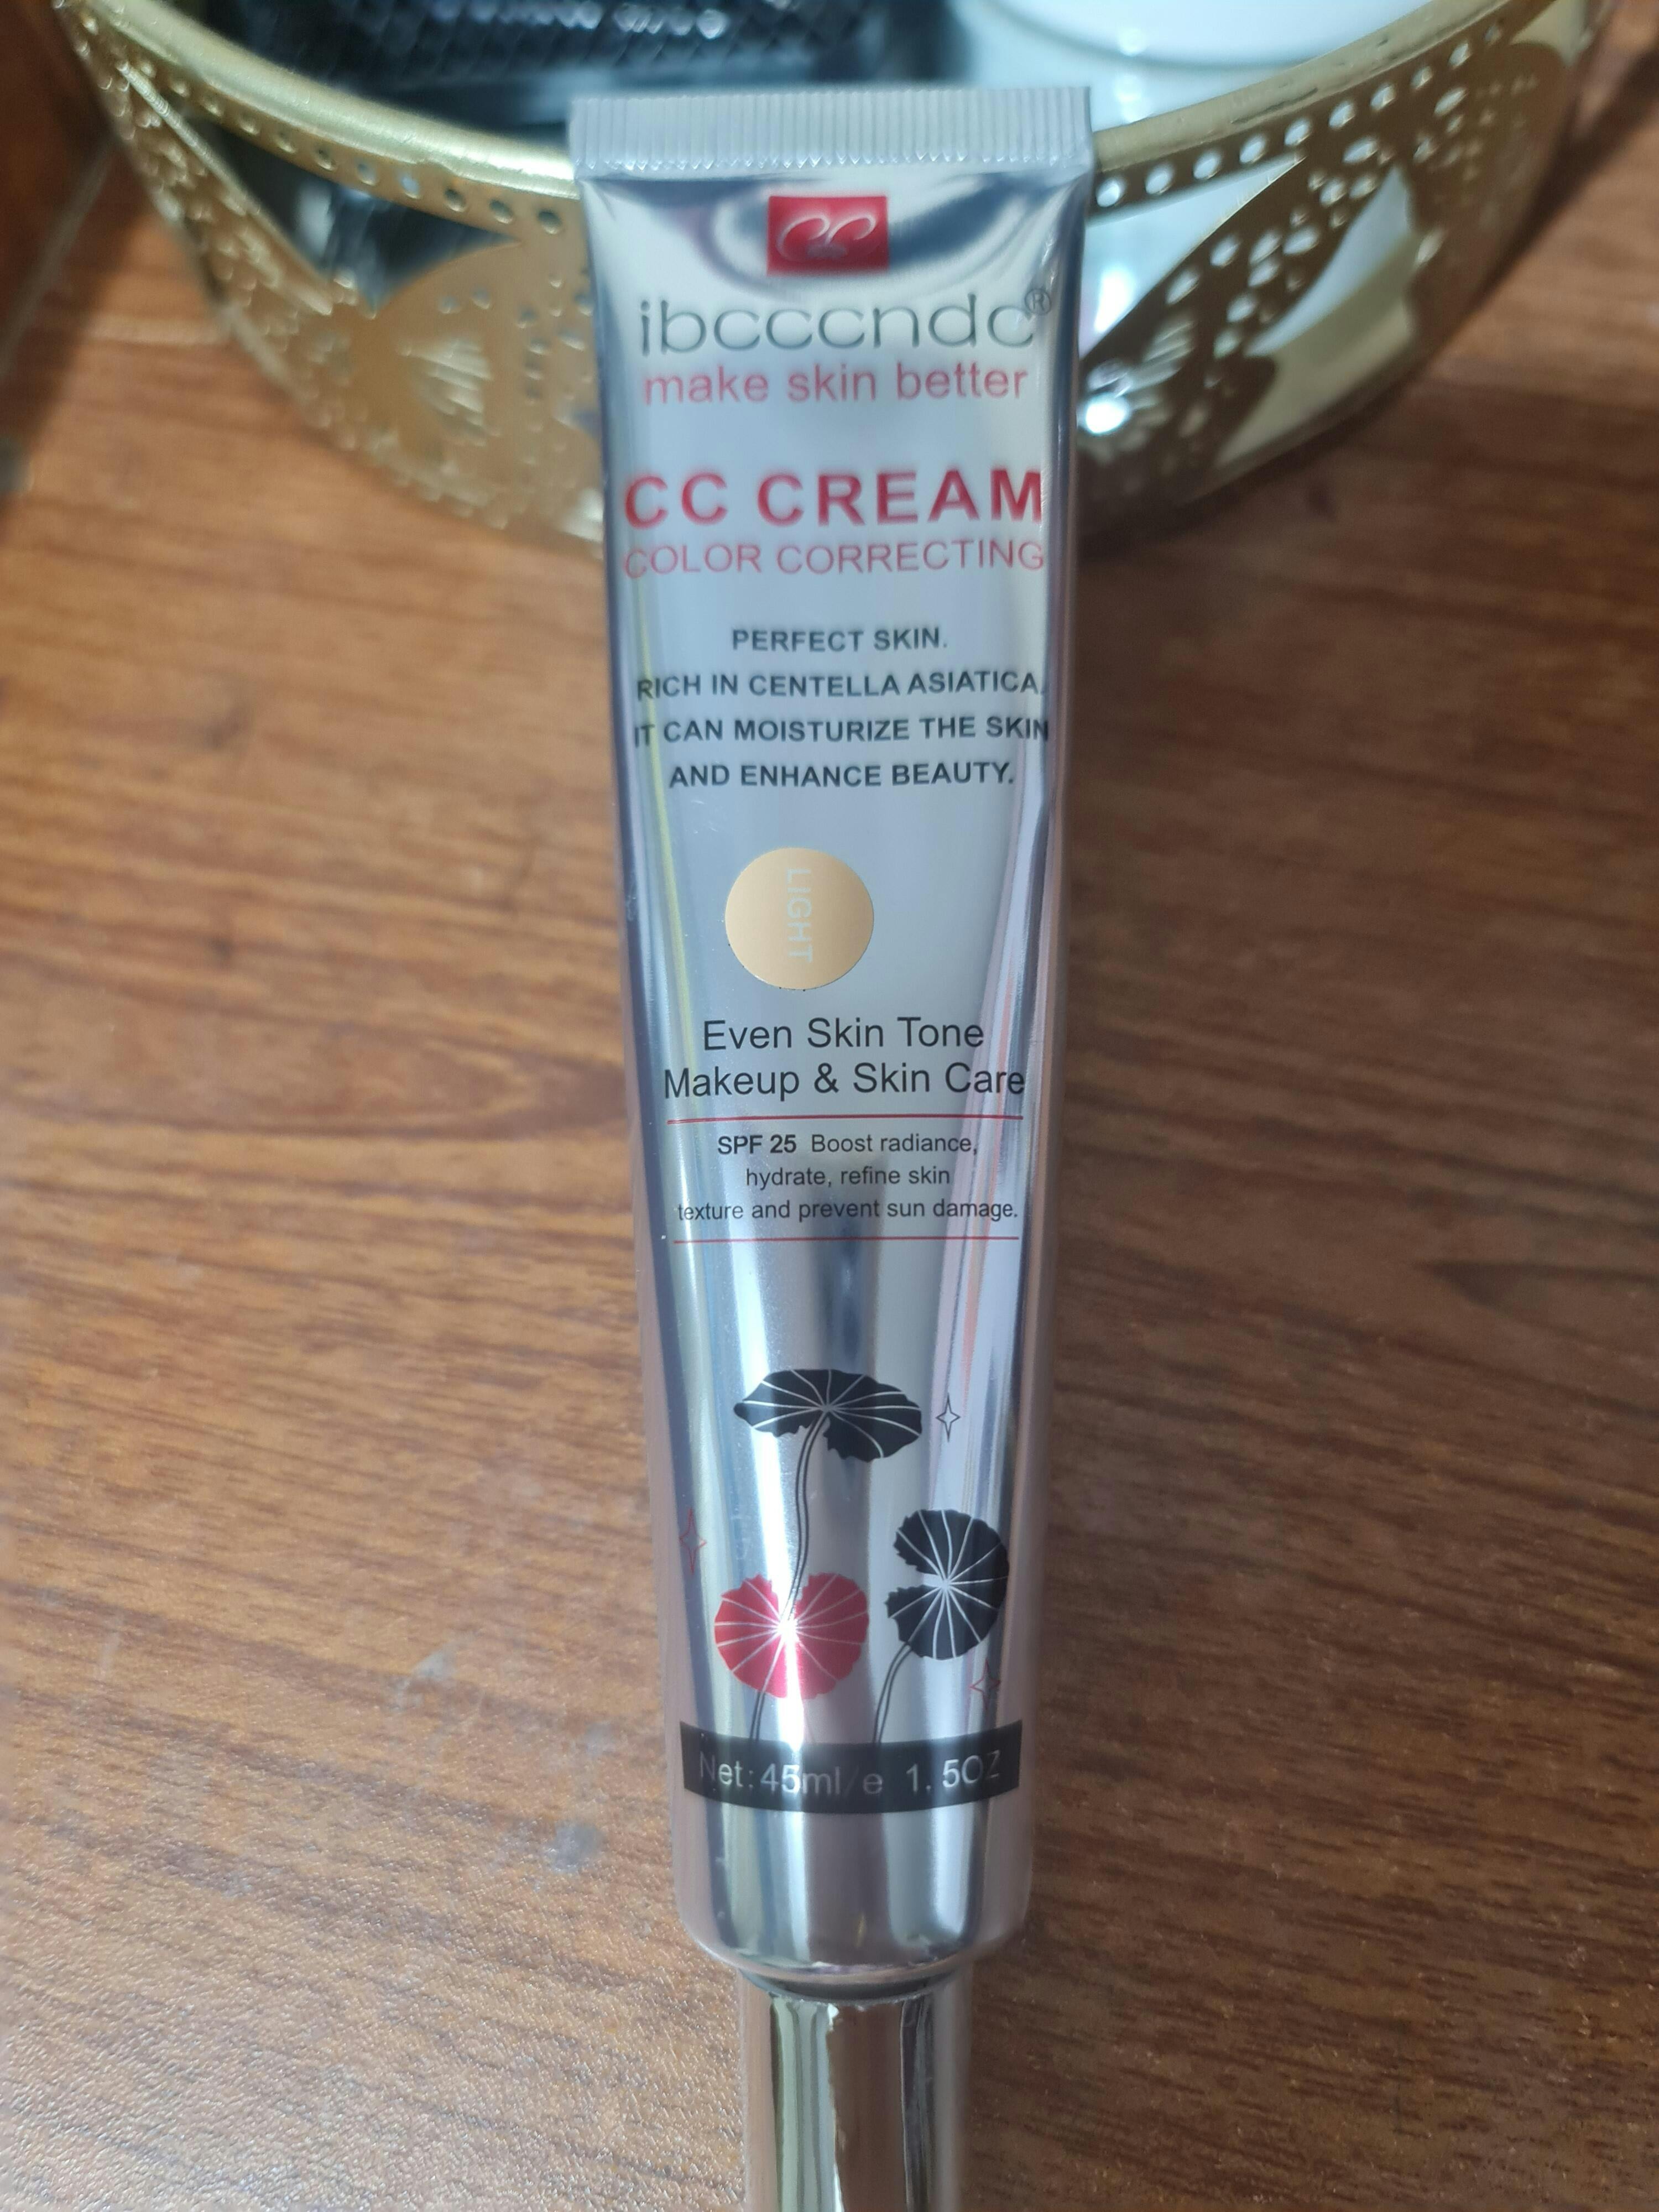 CC
ibcccndc®
make skin better
CC CREAM
COLOR CORRECTING
PERFECT SKIN.
RICH IN CENTELLA ASIATICA,
IT CAN MOISTURIZE THE SKIN
AND ENHANCE BEAUTY.
LIGHT
Even Skin Tone
Makeup & Skin Care
SPF 25 Boost radiance,
hydrate, refine skin
texture and prevent sun damage.
Net:45ml/e 1.5OZ